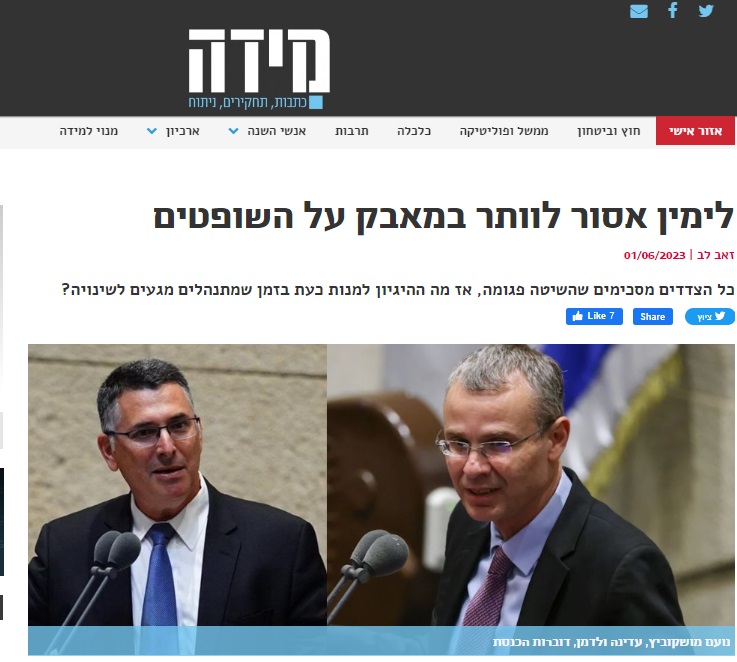 מידה
כתבות, תחקירים, ניתוח
אזור אישי
חוץ וביטחון
ממשל ופוליטיקה
כלכלה
תרבות
אנשי השנה
ארכיון
מנוי למידה
לימין אסור לוותר במאבק על השופטים
זאב לב | 01/06/2023
כל הצדדים מסכימים שהשיטה פגומה, אז מה ההיגיון למנות כעת בזמן שמתנהלים מגעים לשינויה?
ציוץ
Share
Like 7
נועם מושקוביץ, עדינה ולדמן, דוברות הכנסת